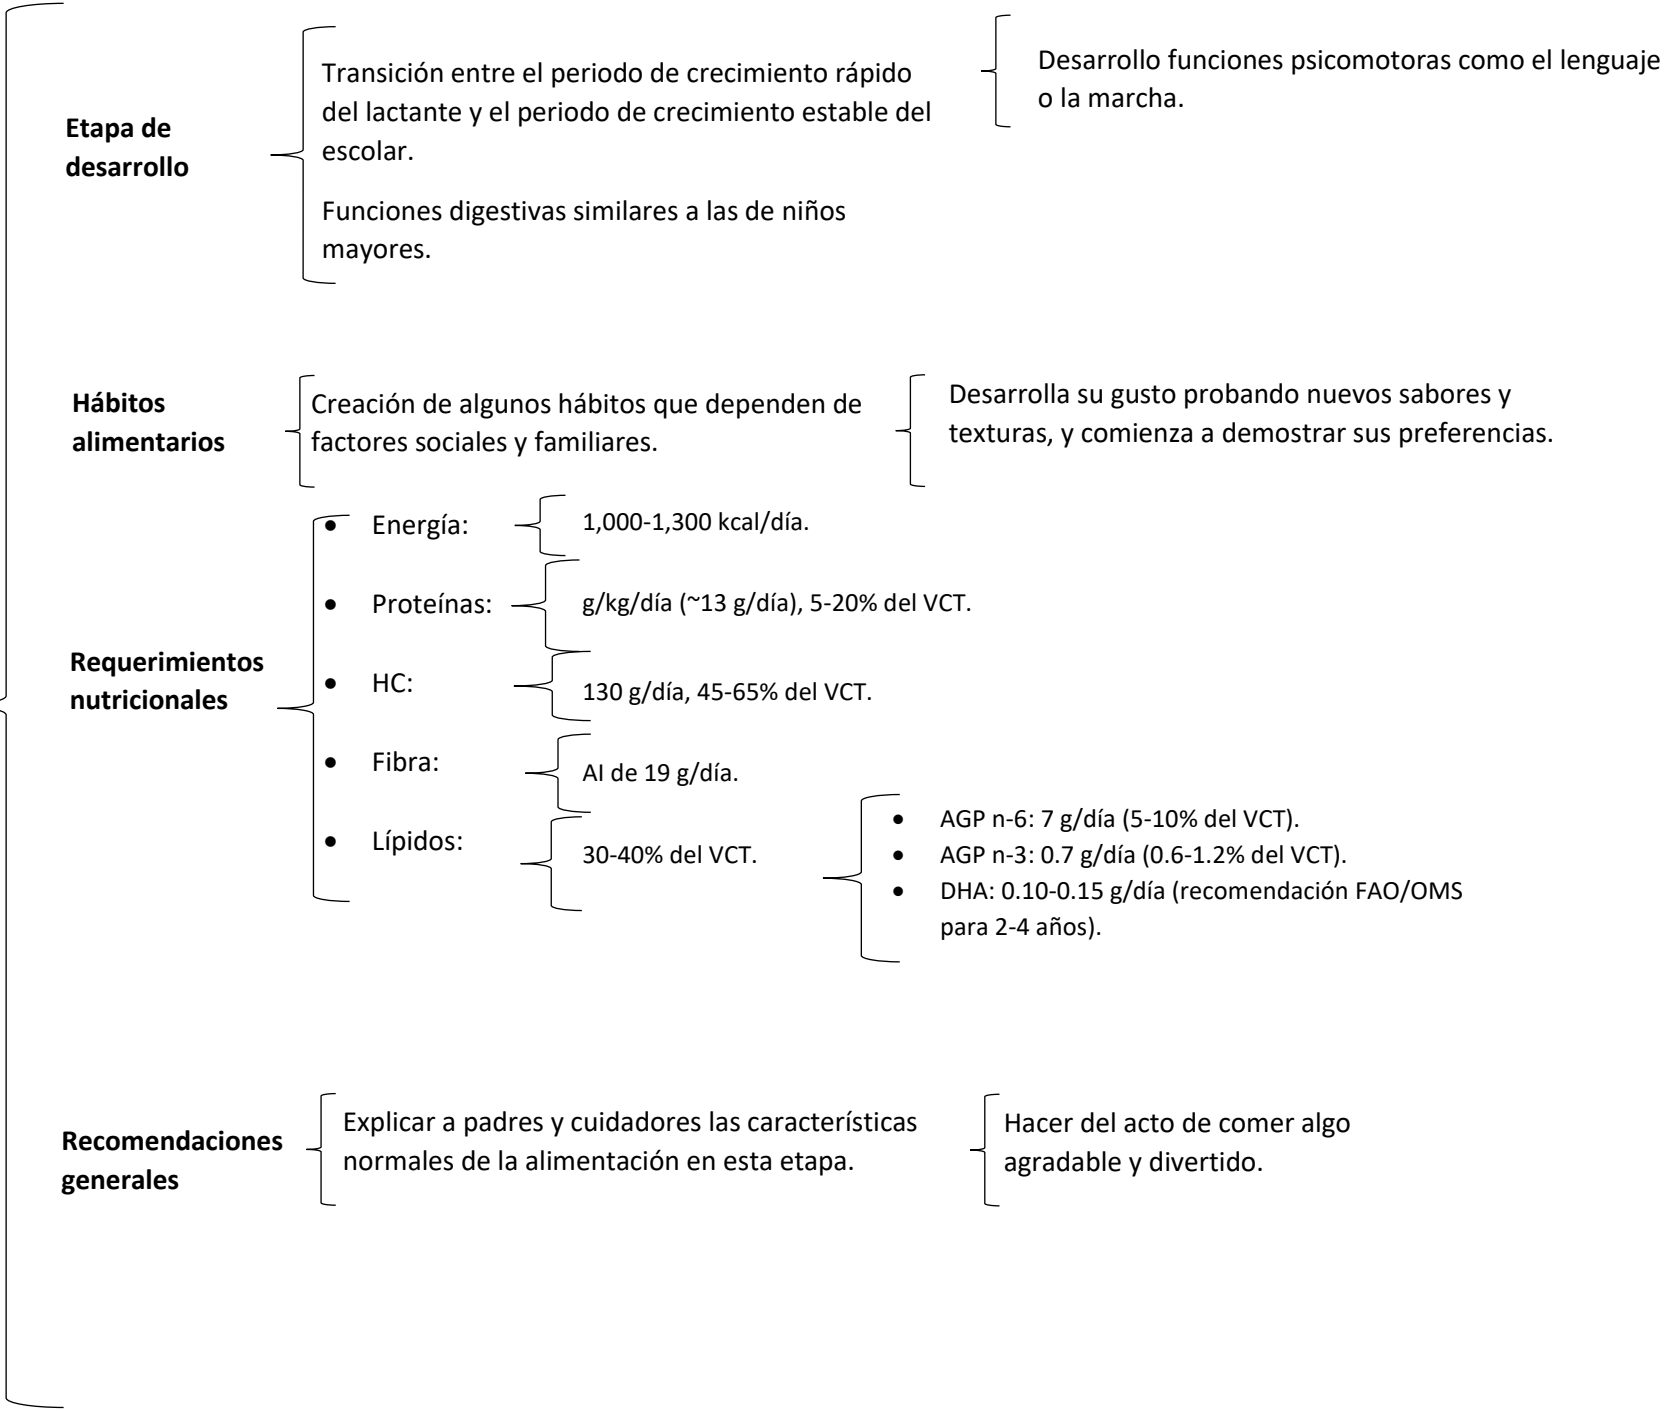 Etapa de
desarrollo
Transición entre el periodo de crecimiento rápido
del lactante y el periodo de crecimiento estable del
escolar.
Funciones digestivas similares a las de niños
mayores.
Desarrollo funciones psicomotoras como el lenguaje
o la marcha.
Hábitos
alimentarios
Creación de algunos hábitos que dependen de
factores sociales y familiares.
Desarrolla su gusto probando nuevos sabores y
texturas, y comienza a demostrar sus preferencias.
Requerimientos
nutricionales
• Energía:
1,000-1,300 kcal/día.
• Proteínas:
g/kg/día (~13 g/día), 5-20% del VCT.
• HC:
130 g/día, 45-65% del VCT.
• Fibra:
AI de 19 g/día.
• Lípidos:
30-40% del VCT.
• AGP n-6: 7 g/día (5-10% del VCT).
• AGP n-3: 0.7 g/día (0.6-1.2% del VCT).
• DHA: 0.10-0.15 g/día (recomendación FAO/OMS
para 2-4 años).
Recomendaciones
generales
Explicar a padres y cuidadores las características
normales de la alimentación en esta etapa.
Hacer del acto de comer algo
agradable y divertido.